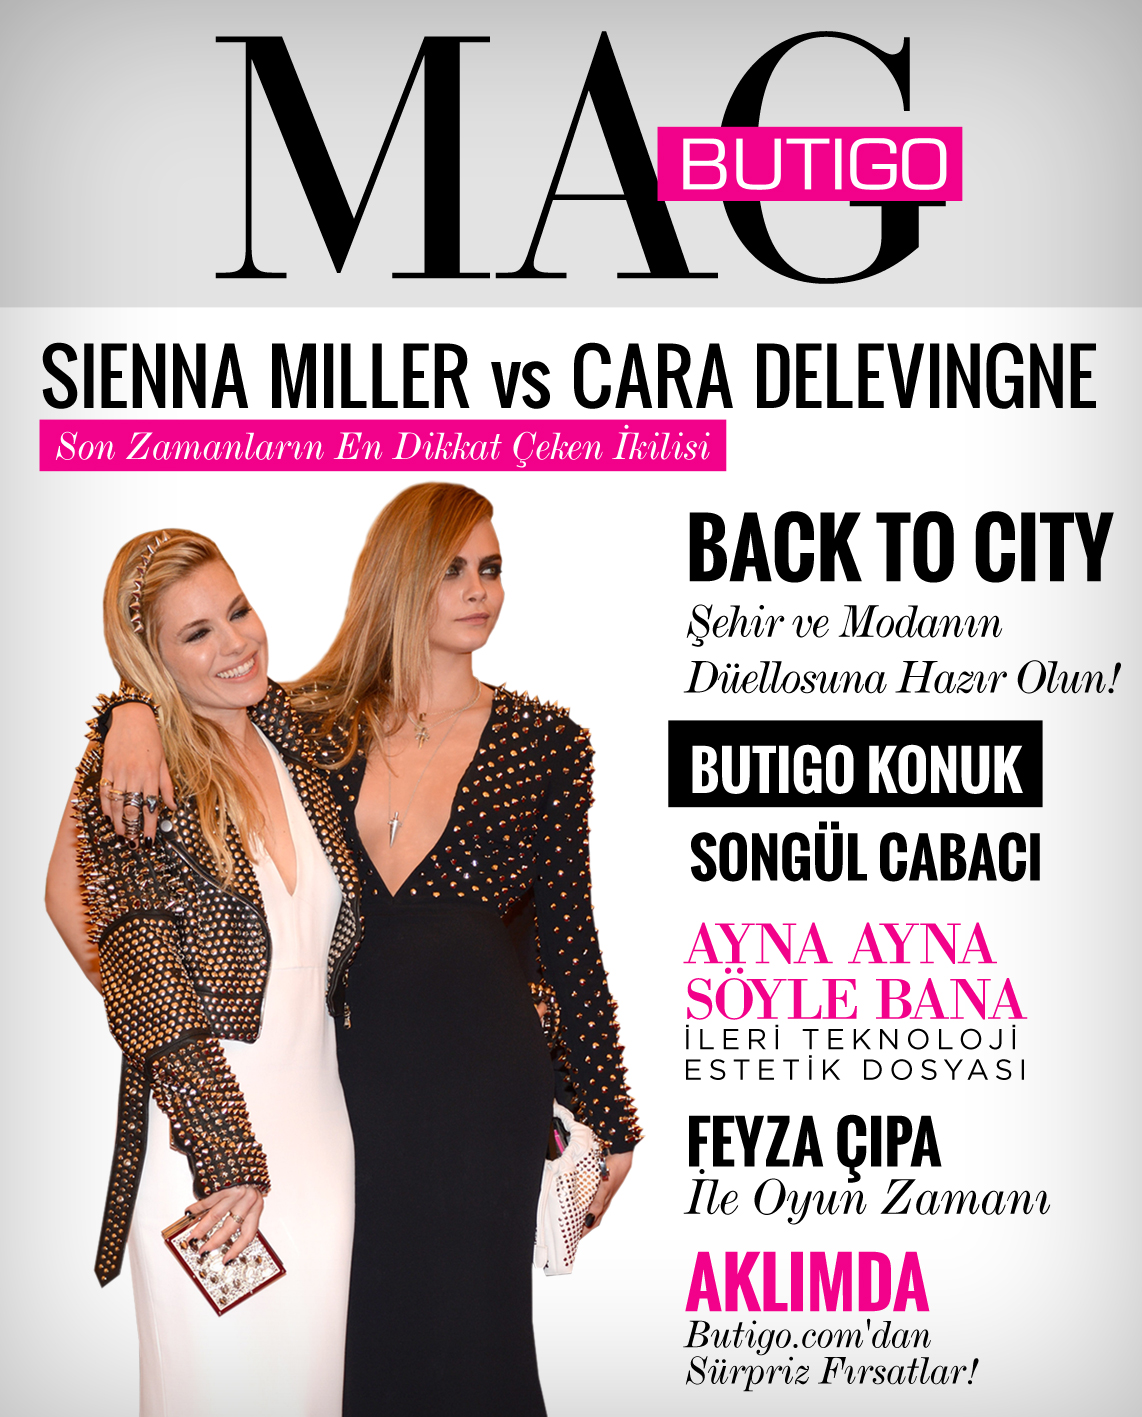 MAG
BUTIGO
SIENNA MILLER vs CARA DELEVINGNE
Son Zamanların En Dikkat Çeken İkilisi
BACK TO CITY
Şehir ve Modanın
Düellosuna Hazır Olun!
BUTIGO KONUK
SONGÜL CABACI
AYNA AYNA
SÖYLE BANA
İLERİ TEKNOLOJİ
ESTETİK DOSYASI
FEYZA ÇIPA
İle Oyun Zamanı
AKLIMDA
Butigo.com'dan
Sürpriz Fırsatlar!